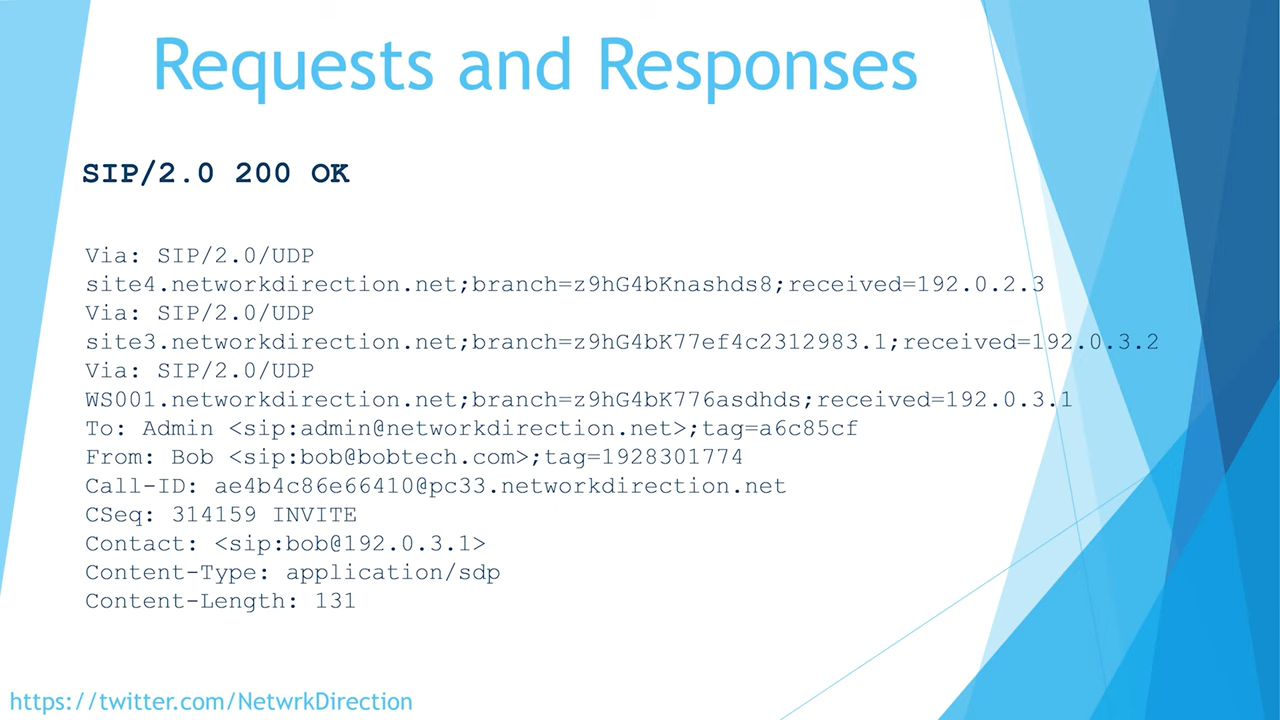 Requests and Responses
SIP/2.0 200 OK
Via: SIP/2.0/UDP
site4.networkdirection.net;branch=z9hG4bKnashds8;received=192.0.2.3
Via: SIP/2.0/UDP
site3.networkdirection.net;branch=z9hG4bK77ef4c2312983.1;received=192.0.3.2
Via: SIP/2.0/UDP
WS001.networkdirection.net;branch=z9hG4bK776asdhds;received=192.0.3.1
To: Admin <sip:admin@networkdirection.net>;tag=a6c85cf
From: Bob <sip:bob@bobtech.com>;tag=1928301774
Call-ID: ae4b4c86e66410@pc33.networkdirection.net
CSeq: 314159 INVITE
Contact: <sip:bob@192.0.3.1>
Content-Type: application/sdp
Content-Length: 131
https://twitter.com/NetwrkDirection